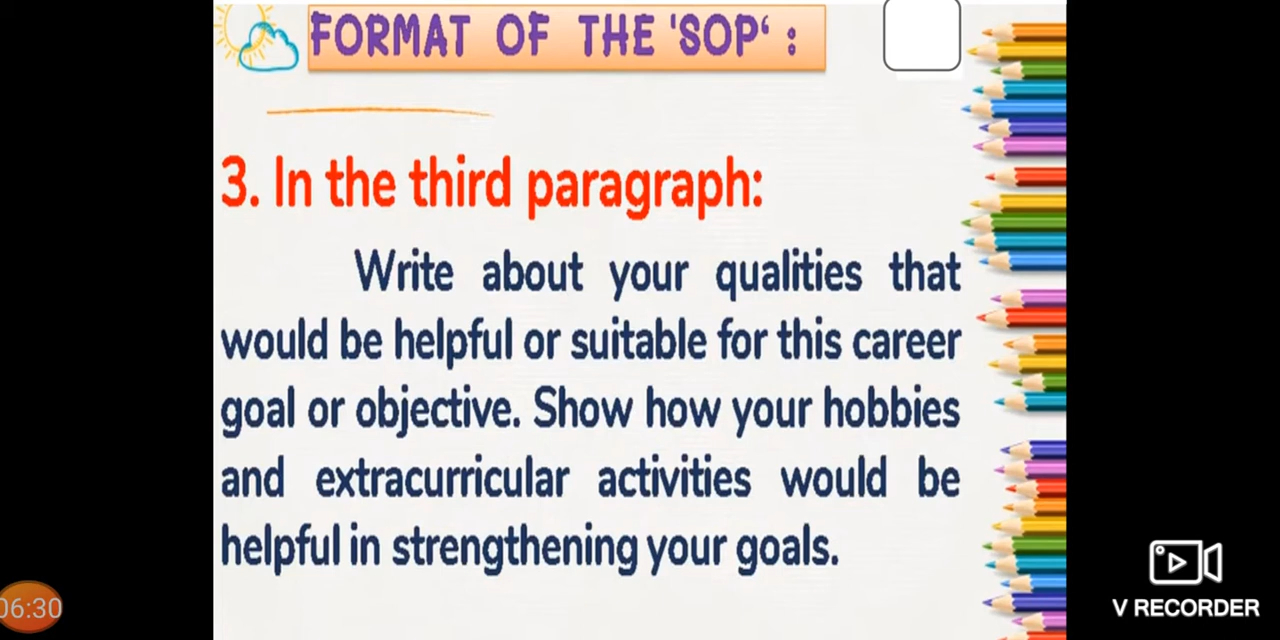 FORMAT OF THE 'SOP‘ :
3. In the third paragraph:
Write about your qualities that
would be helpful or suitable for this career
goal or objective. Show how your hobbies
and extracurricular activities would be
helpful in strengthening your goals.
06:30
V RECORDER